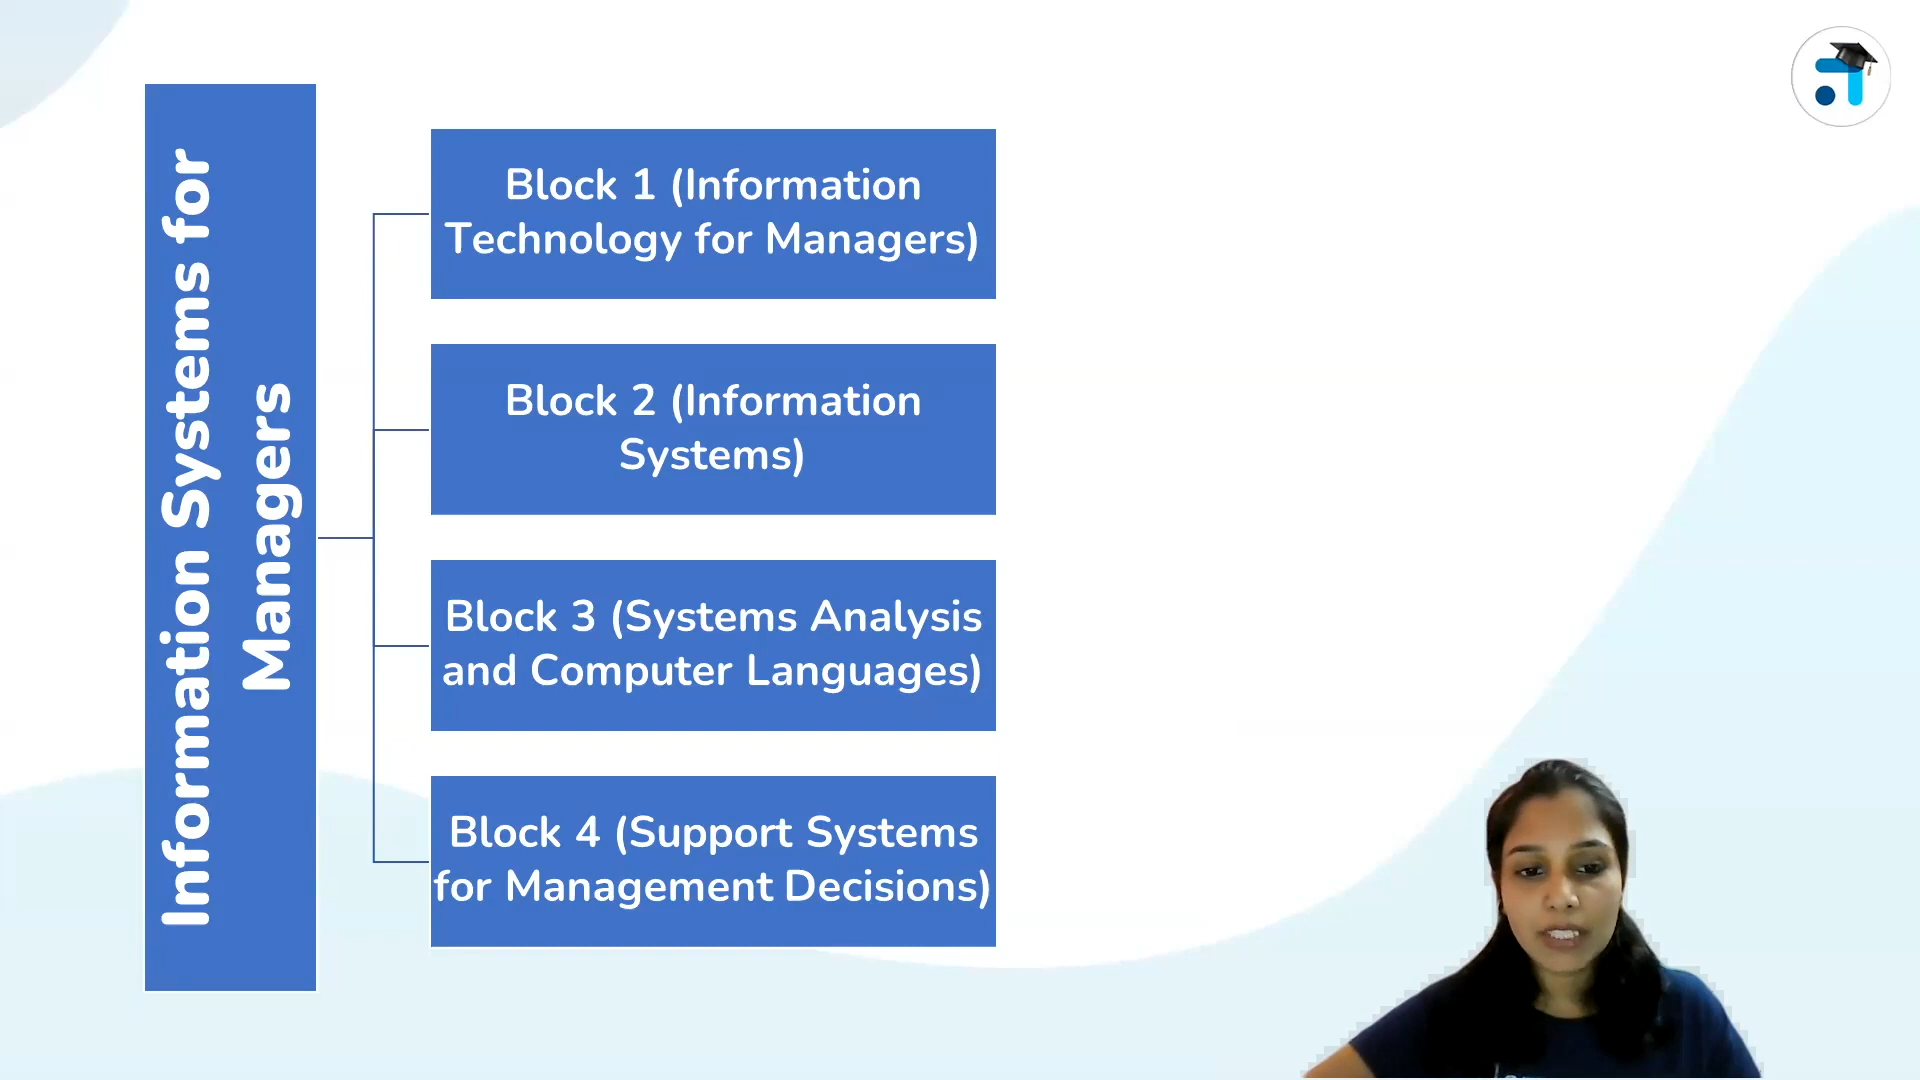 Information Systems for
Managers
Block 1 (Information
Technology for Managers)
Block 2 (Information
Systems)
Block 3 (Systems Analysis
and Computer Languages)
Block 4 (Support Systems
for Management Decisions)